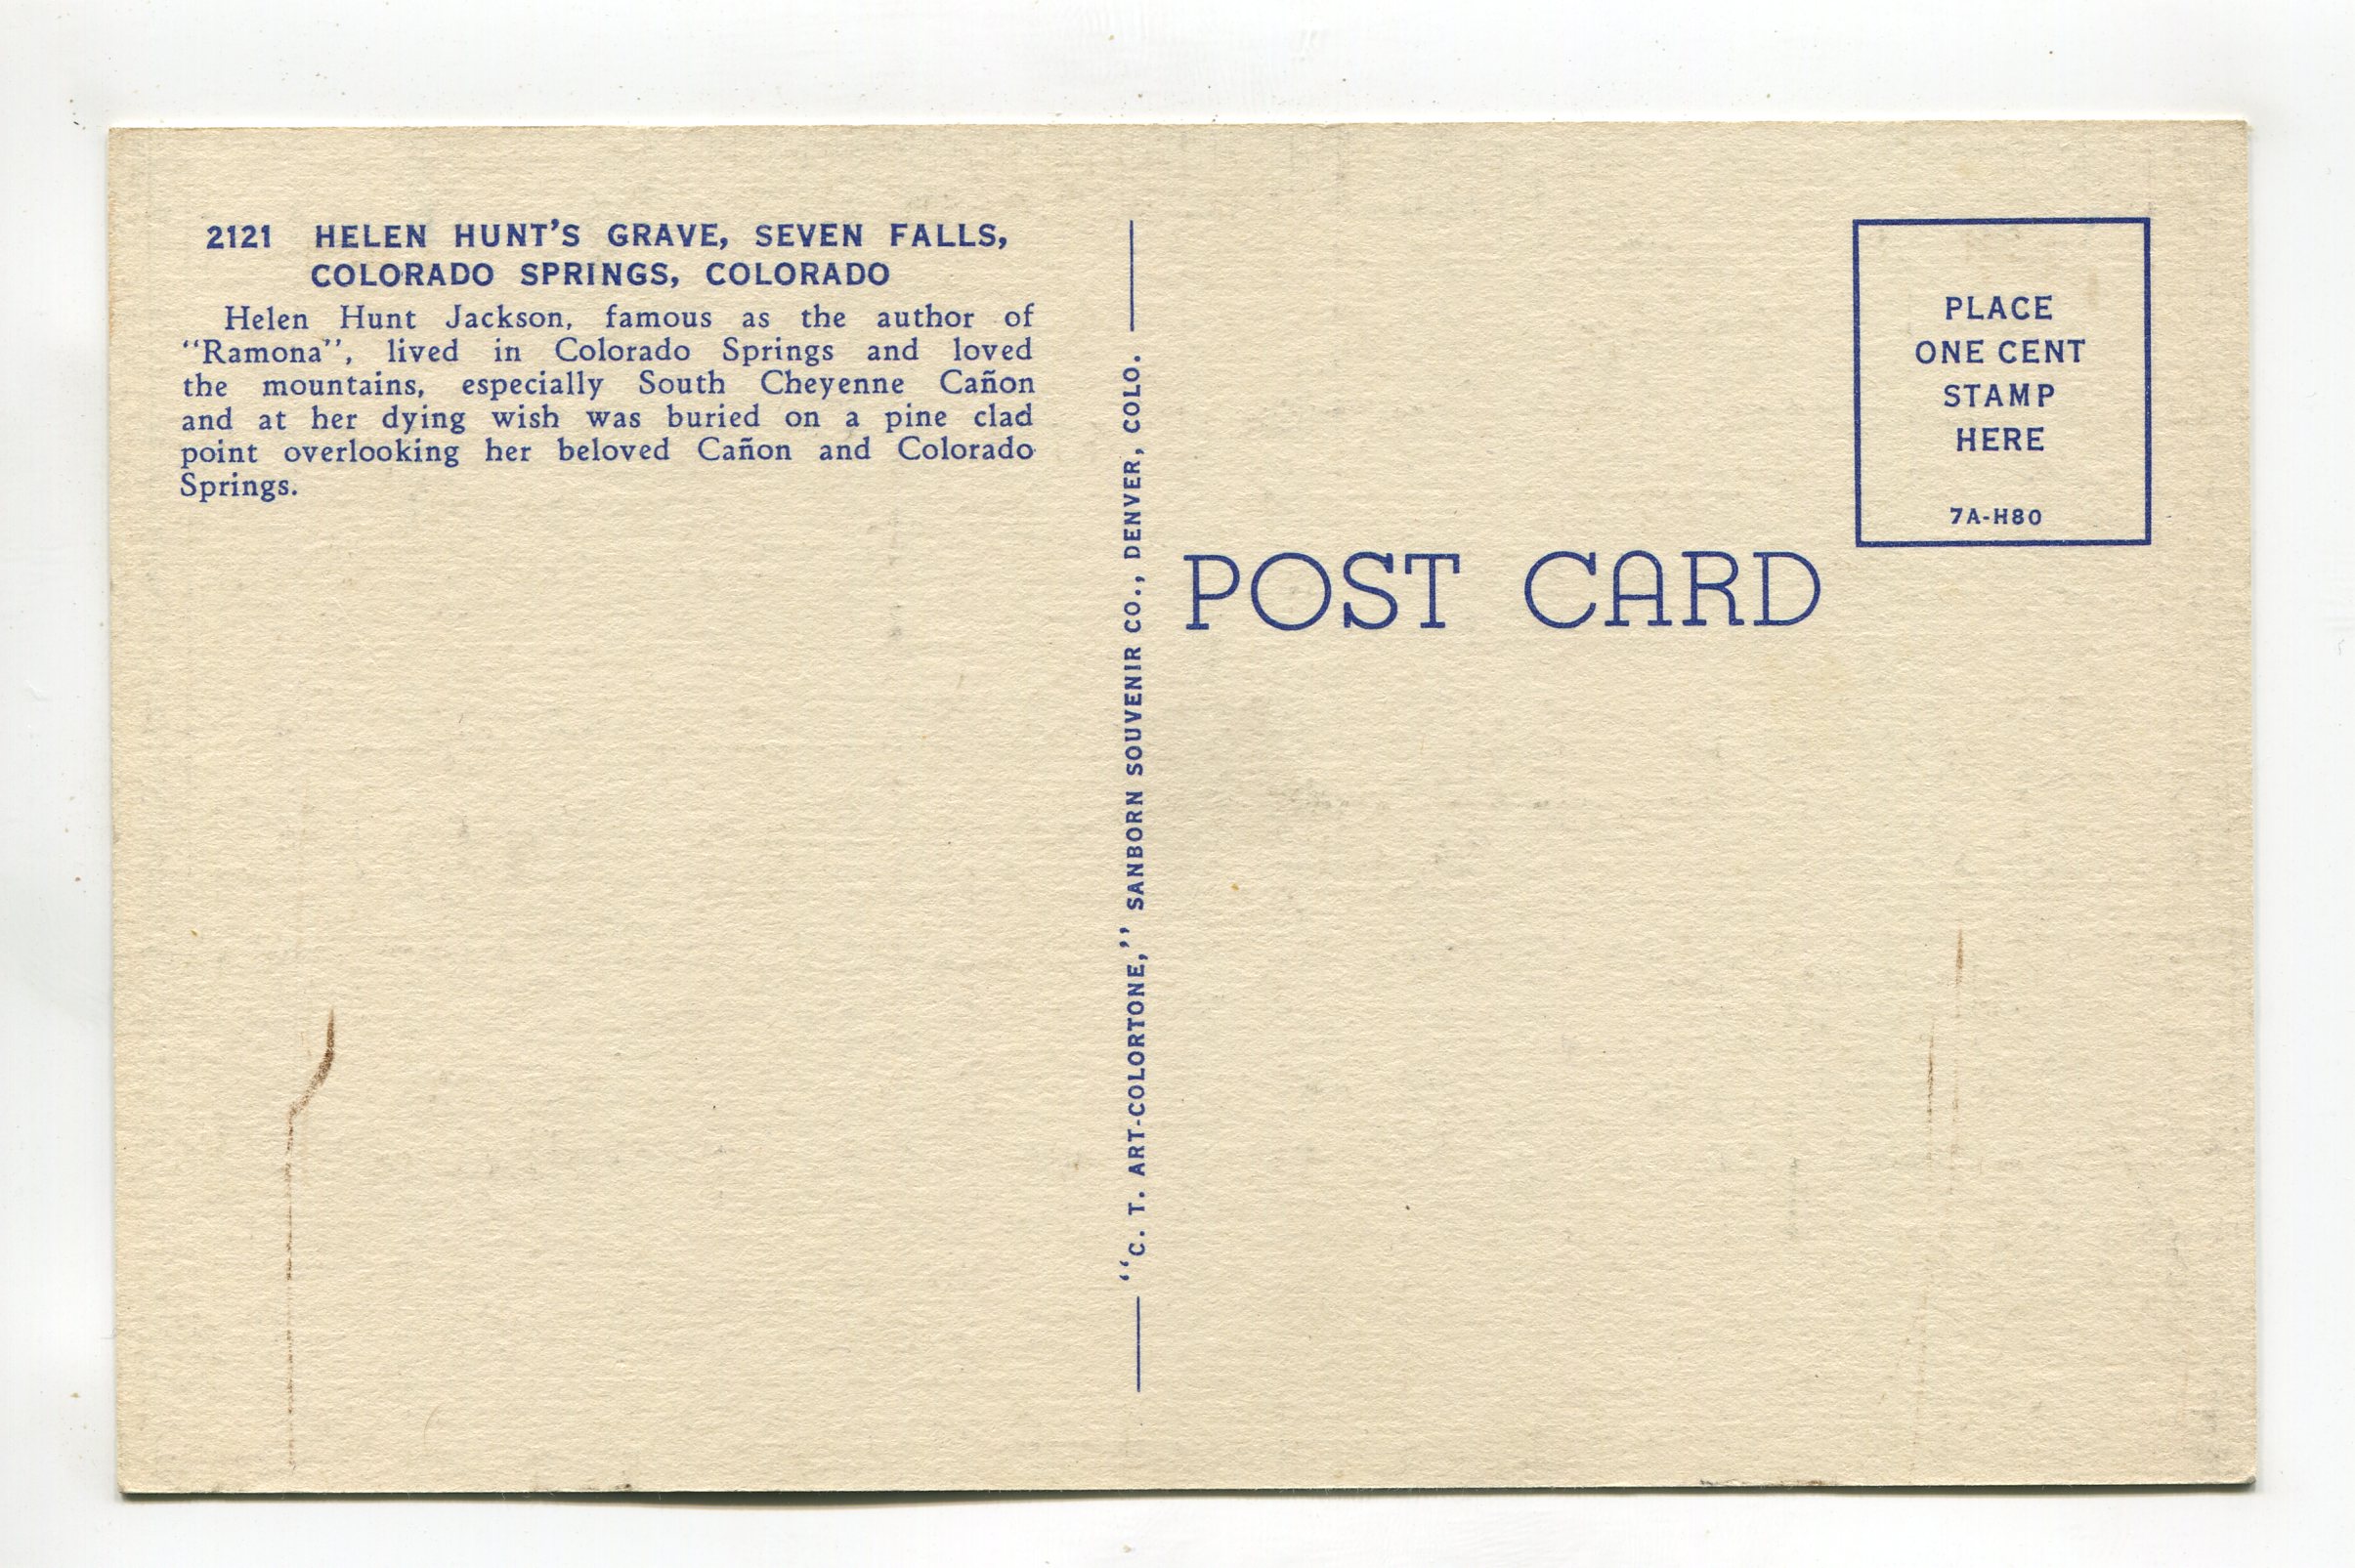 2121 HELEN HUNT'S GRAVE, SEVEN FALLS,
COLORADO SPRINGS, COLORADO
Helen Hunt Jackson, famous as the author of
"Ramona", lived in Colorado Springs and loved
the mountains, especially South Cheyenne Cañon
and at her dying wish was buried on a pine clad
point overlooking her beloved Cañon and Colorado
Springs.
"C. T. ART-COLORTONE," SANBORN SOUVENIR CO., DENVER, COLO.
POST CARD
PLACE
ONE CENT
STAMP
HERE
7A-H80